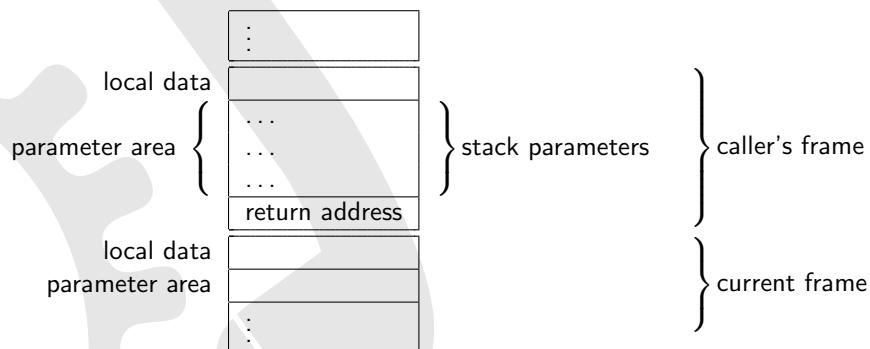 ⋮
local data
. . .
parameter area { . . . } stack parameters } caller's frame
. . .
return address
local data
parameter area } current frame
⋮